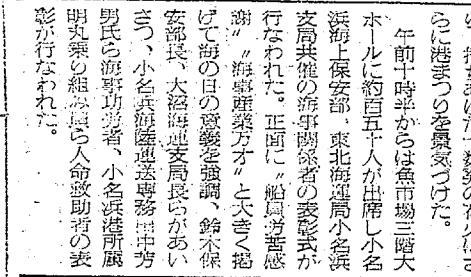 らに港まつりを景気づけた。
午前十時半からは魚市場三階大
ホールに約百五十人が出席し小名
浜海上保安部、東北海運局小名浜
支局共催の海事関係者の表彰式が
行なわれた。正面に〃船員労苦感
謝〃〃海事産業万才〃と大きく掲
げて海の日の意義を強調、鈴木保
安部長、大沼海運支局長らがあい
さつ、小名浜海陸運送専務田中芳
男氏ら海事功労者、小名浜港所属
明丸乗り組み員ら人命救助者の表
彰が行なわれた。